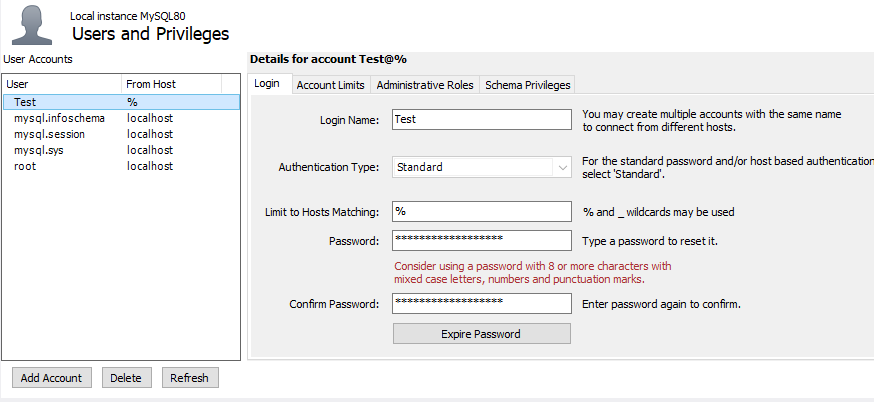 Local instance MySQL80
Users and Privileges
User Accounts
User From Host
Test %
mysql.infoschema localhost
mysql.session localhost
mysql.sys localhost
root localhost
Add Account Delete Refresh
Details for account Test@%
Login Account Limits Administrative Roles Schema Privileges
Login Name: Test You may create multiple accounts with the same name
to connect from different hosts.
Authentication Type: Standard For the standard password and/or host based authentication
select 'Standard'.
Limit to Hosts Matching: % % and _ wildcards may be used
Password: ****************** Type a password to reset it.
Consider using a password with 8 or more characters with
mixed case letters, numbers and punctuation marks.
Confirm Password: ****************** Enter password again to confirm.
Expire Password